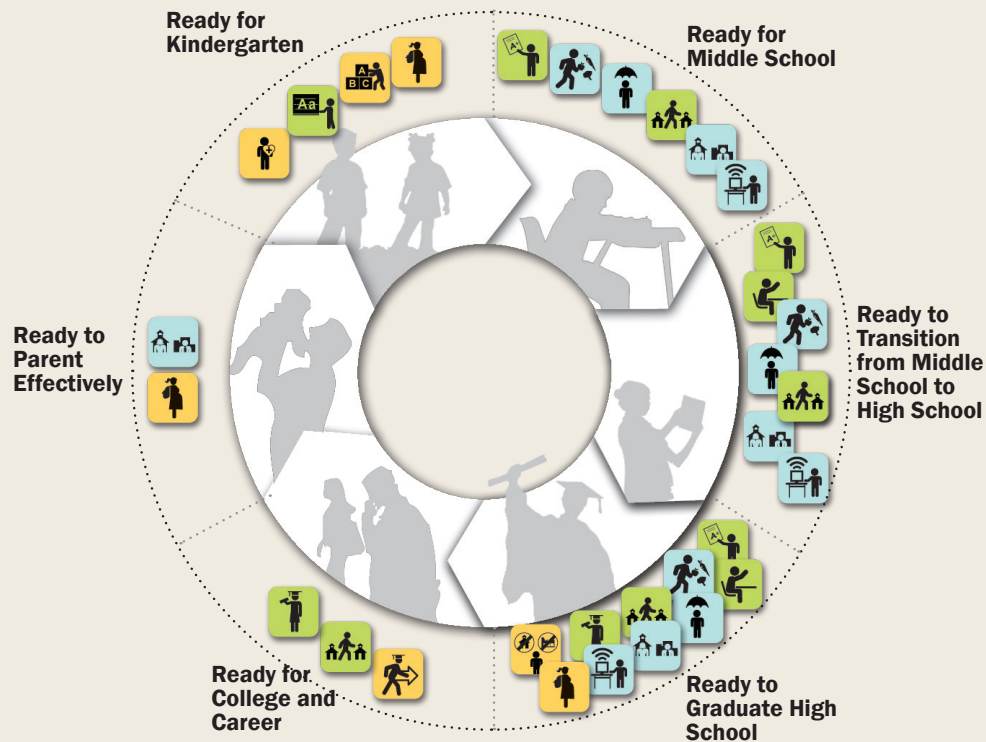 Ready for
Kindergarten
Ready for
Middle School
A
B C
Aa
A+
A+
Ready to
Parent
Effectively
Ready to
Transition
from Middle
School to
High School
A+
Ready for
College and
Career
Ready to
Graduate High
School